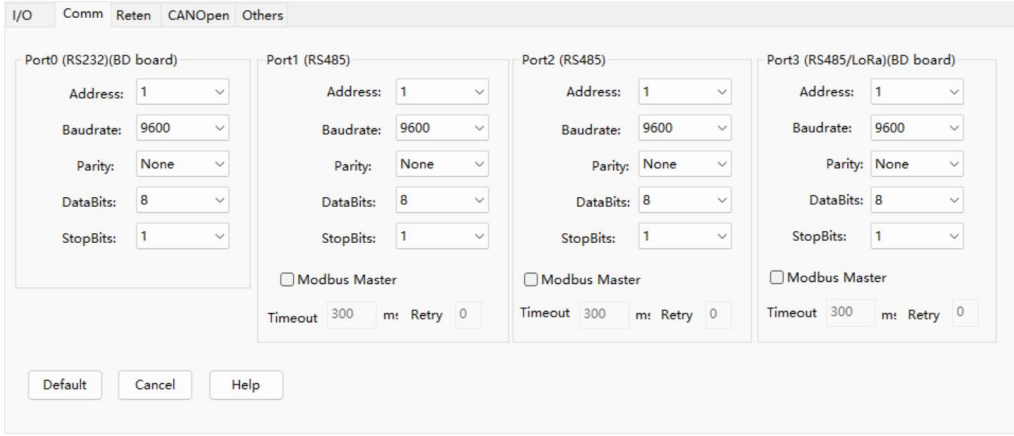 I/O Comm Reten CANOpen Others
Port0 (RS232)(BD board)
Address: 1
Baudrate: 9600
Parity: None
DataBits: 8
StopBits: 1
Port1 (RS485)
Address: 1
Baudrate: 9600
Parity: None
DataBits: 8
StopBits: 1
Modbus Master
Timeout 300 ms Retry 0
Port2 (RS485)
Address: 1
Baudrate: 9600
Parity: None
DataBits: 8
StopBits: 1
Modbus Master
Timeout 300 ms Retry 0
Port3 (RS485/LoRa)(BD board)
Address: 1
Baudrate: 9600
Parity: None
DataBits: 8
StopBits: 1
Modbus Master
Timeout 300 ms Retry 0
Default Cancel Help